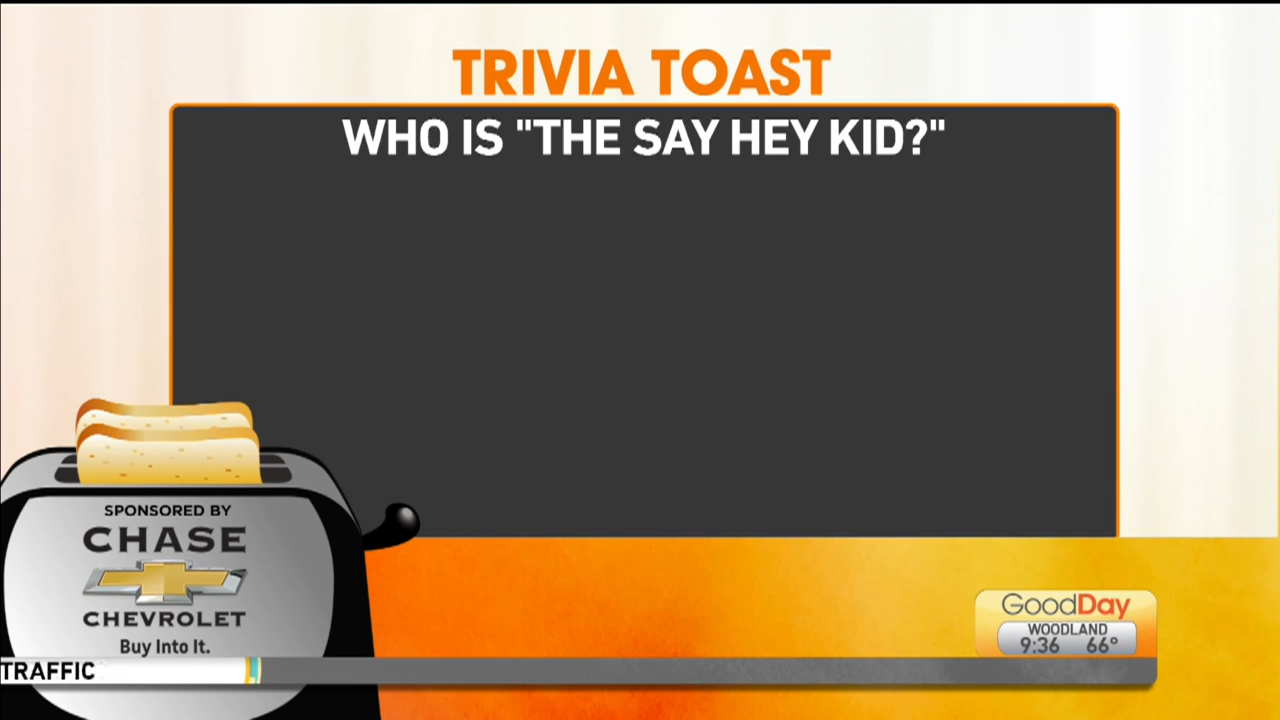 TRIVIA TOAST
WHO IS "THE SAY HEY KID?"
SPONSORED BY
CHASE
CHEVROLET
Buy Into It.
GoodDay
WOODLAND
9:36 66°
TRAFFIC